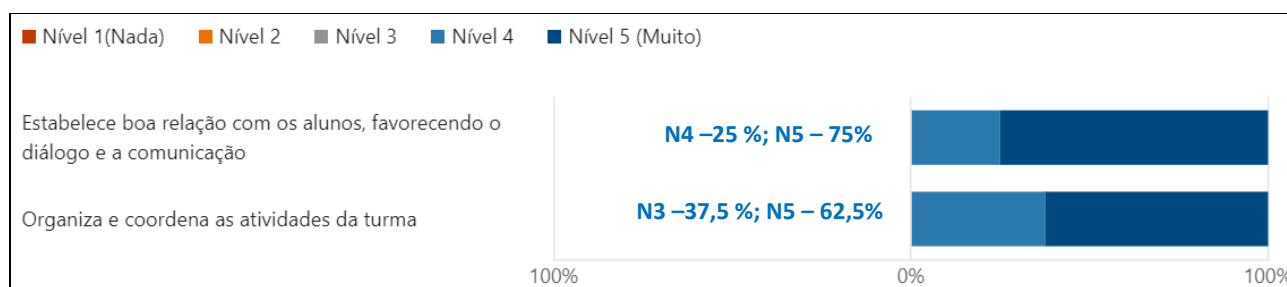 Nível 1(Nada) Nível 2 Nível 3 Nível 4 Nível 5 (Muito)
Estabelece boa relação com os alunos, favorecendo o
diálogo e a comunicação
N4 –25 %; N5 – 75%
Organiza e coordena as atividades da turma
N3 –37,5 %; N5 – 62,5%
100% 0% 100%